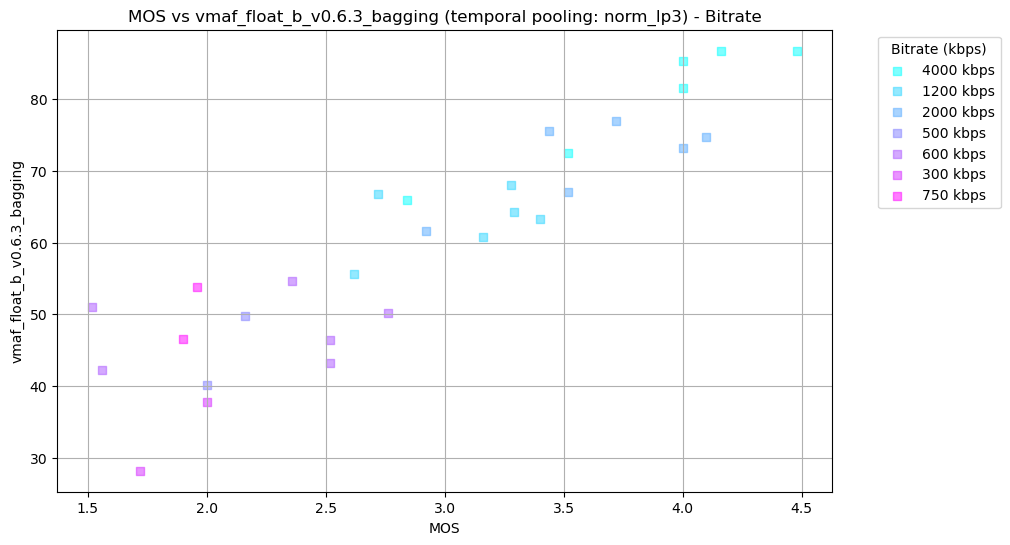 MOS vs vmaf_float_b_v0.6.3_bagging (temporal pooling: norm_lp3) - Bitrate
Bitrate (kbps)
4000 kbps
1200 kbps
2000 kbps
500 kbps
600 kbps
300 kbps
750 kbps
vmaf_float_b_v0.6.3_bagging
80
70
60
50
40
30
1.5 2.0 2.5 3.0 3.5 4.0 4.5
MOS